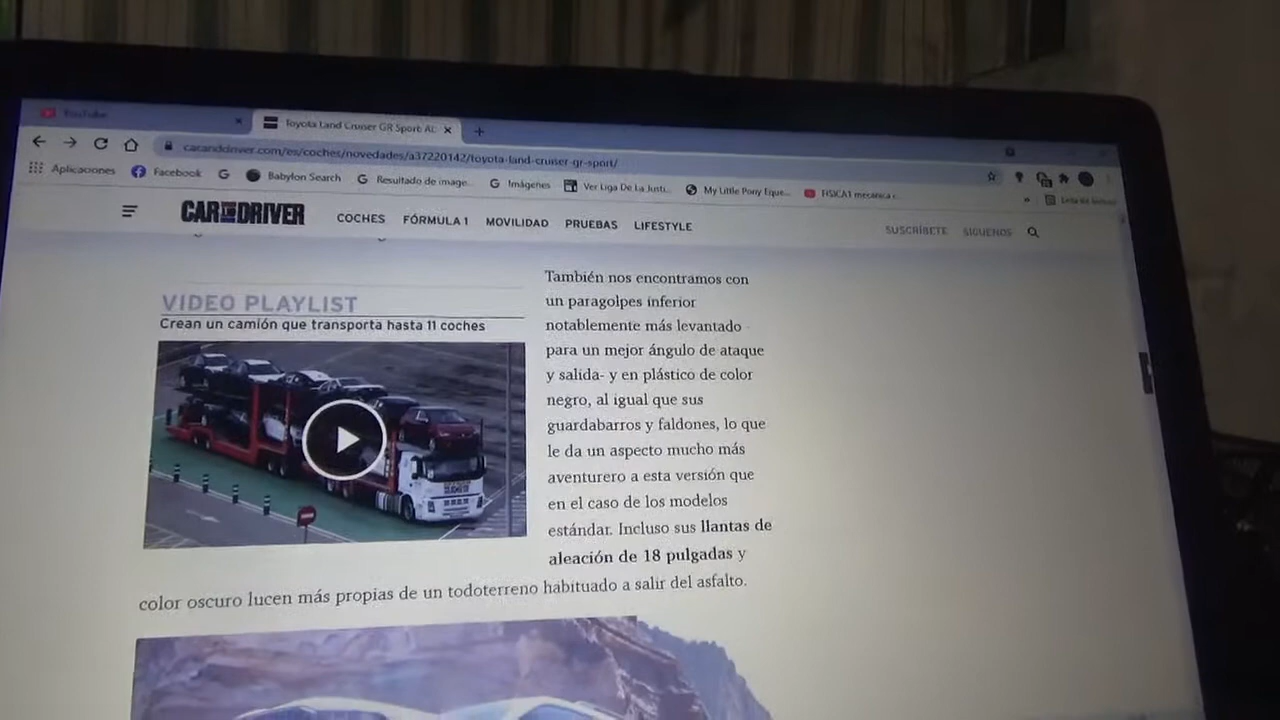 YouTube
Toyota Land Cruiser GR Sport AD
caranddriver.com/es/coches/novedades/a37220142/toyota-land-cruiser-gr-sport/
Aplicaciones Facebook Babylon Search Resultado de image... Imágenes Ver Liga De La Justi... My Little Pony Eque... FISICA1 mecanica c...
CAR AND DRIVER COCHES FÓRMULA 1 MOVILIDAD PRUEBAS LIFESTYLE SUSCRÍBETE SÍGUENOS
VIDEO PLAYLIST
Crean un camión que transporta hasta 11 coches
También nos encontramos con
un paragolpes inferior
notablemente más levantado -
para un mejor ángulo de ataque
y salida- y en plástico de color
negro, al igual que sus
guardabarros y faldones, lo que
le da un aspecto mucho más
aventurero a esta versión que
en el caso de los modelos
estándar. Incluso sus llantas de
aleación de 18 pulgadas y
color oscuro lucen más propias de un todoterreno habituado a salir del asfalto.